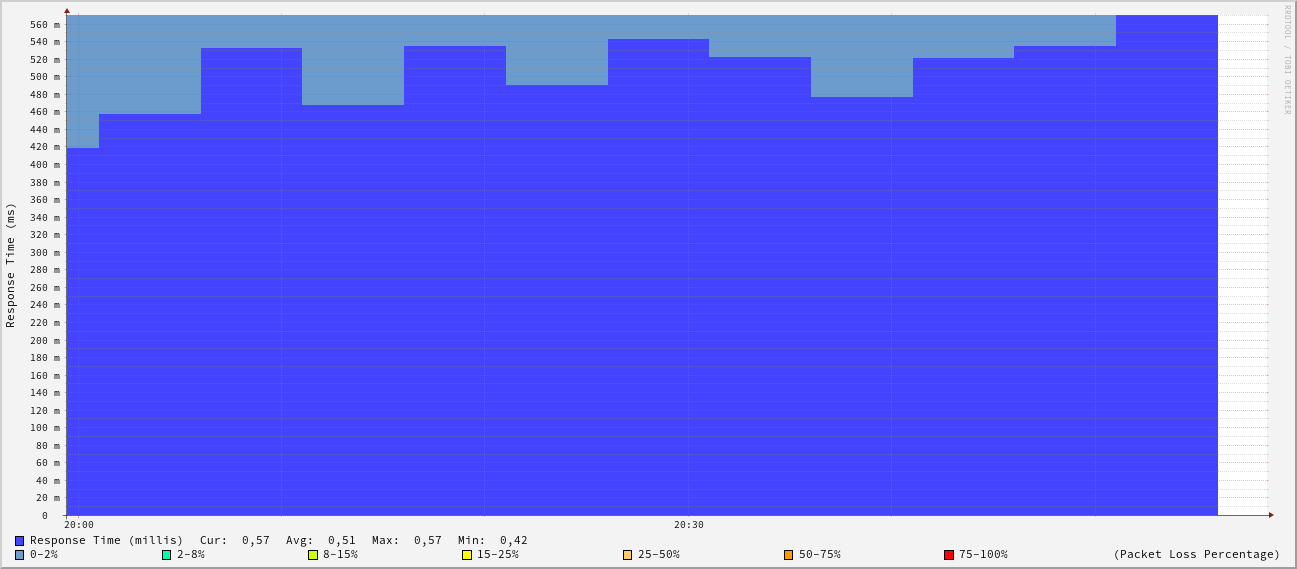 RRDTOOL / TOBI OETIKER
Response Time (ms)
560 m
540 m
520 m
500 m
480 m
460 m
440 m
420 m
400 m
380 m
360 m
340 m
320 m
300 m
280 m
260 m
240 m
220 m
200 m
180 m
160 m
140 m
120 m
100 m
80 m
60 m
40 m
20 m
0
20:00 20:30
Response Time (millis) Cur: 0,57 Avg: 0,51 Max: 0,57 Min: 0,42
0-2% 2-8% 8-15% 15-25% 25-50% 50-75% 75-100% (Packet Loss Percentage)